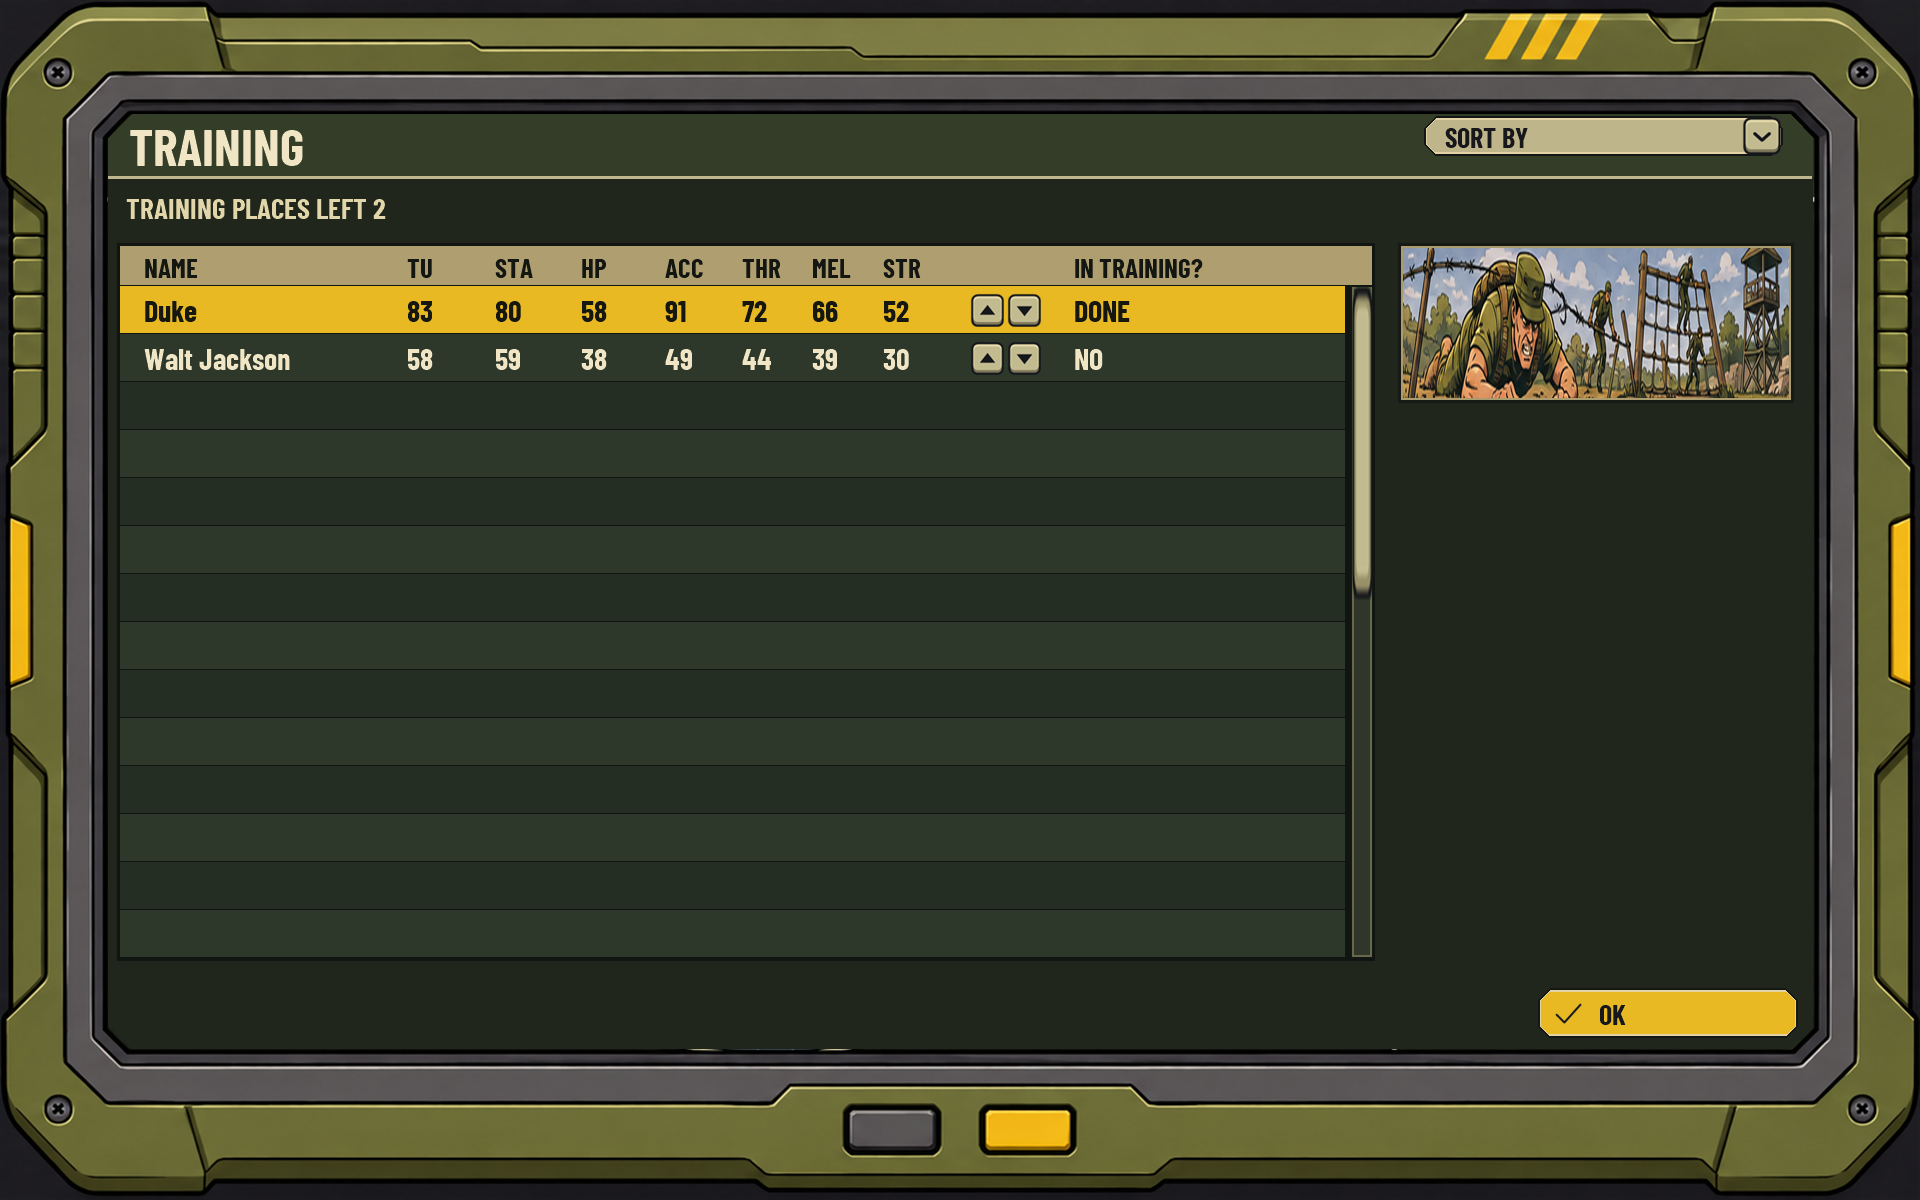 TRAINING
SORT BY
TRAINING PLACES LEFT 2
NAME TU STA HP ACC THR MEL STR IN TRAINING?
Duke 83 80 58 91 72 66 52 DONE
Walt Jackson 58 59 38 49 44 39 30 NO
OK